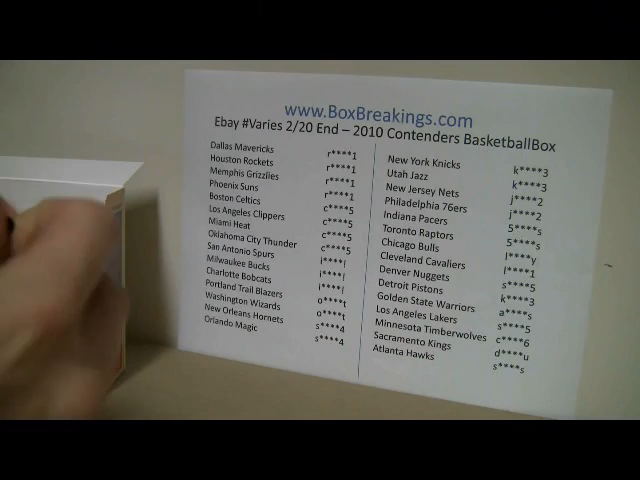 www.BoxBreakings.com
Ebay #Varies 2/20 End – 2010 Contenders BasketballBox
Dallas Mavericks r****1
Houston Rockets r****1
Memphis Grizzlies r****1
Phoenix Suns r****1
Boston Celtics c****5
Los Angeles Clippers c****5
Miami Heat c****5
Oklahoma City Thunder c****5
San Antonio Spurs i****l
Milwaukee Bucks i****l
Charlotte Bobcats i****l
Portland Trail Blazers o****t
Washington Wizards o****t
New Orleans Hornets s****4
Orlando Magic s****4
New York Knicks k****3
Utah Jazz k****3
New Jersey Nets j****2
Philadelphia 76ers j****2
Indiana Pacers 5****s
Toronto Raptors 5****s
Chicago Bulls l****y
Cleveland Cavaliers l****1
Denver Nuggets s****5
Detroit Pistons k****3
Golden State Warriors a****s
Los Angeles Lakers s****5
Minnesota Timberwolves c****6
Sacramento Kings d****u
Atlanta Hawks s****s